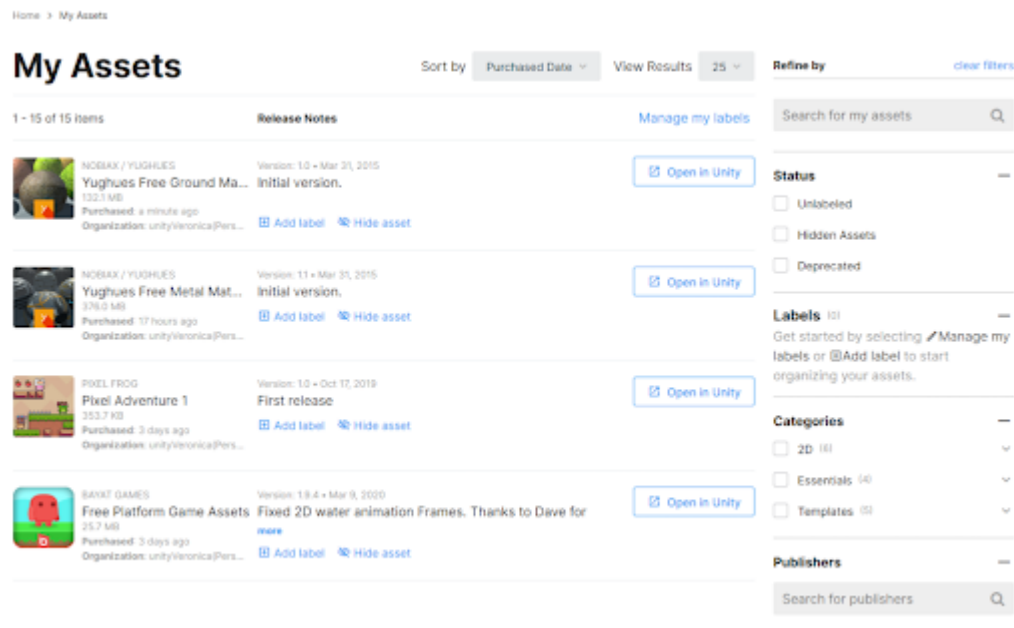 Home > My Assets
My Assets
Sort by Purchased Date View Results 25
1 - 15 of 15 items Release Notes Manage my labels
NOBIAX / YUGHUES
Yughues Free Ground Ma...
132.1 MB
Purchased: a minute ago
Organization: unityVeronica(Pers...
Version: 1.0 • Mar 31, 2015
Initial version.
Add label Hide asset
Open in Unity
NOBIAX / YUGHUES
Yughues Free Metal Mat...
376.0 MB
Purchased: 17 hours ago
Organization: unityVeronica(Pers...
Version: 1.1 • Mar 31, 2015
Initial version.
Add label Hide asset
Open in Unity
PIXEL FROG
Pixel Adventure 1
353.7 KB
Purchased: 3 days ago
Organization: unityVeronica(Pers...
Version: 1.0 • Oct 17, 2019
First release
Add label Hide asset
Open in Unity
BAYAT GAMES
Free Platform Game Assets
25.7 MB
Purchased: 3 days ago
Organization: unityVeronica(Pers...
Version: 1.9.4 • Mar 9, 2020
Fixed 2D water animation Frames. Thanks to Dave for
more
Add label Hide asset
Open in Unity
Refine by clear filters
Search for my assets
Status
Unlabeled
Hidden Assets
Deprecated
Labels (0)
Get started by selecting Manage my
labels or Add label to start
organizing your assets.
Categories
2D (6)
Essentials (4)
Templates (5)
Publishers
Search for publishers